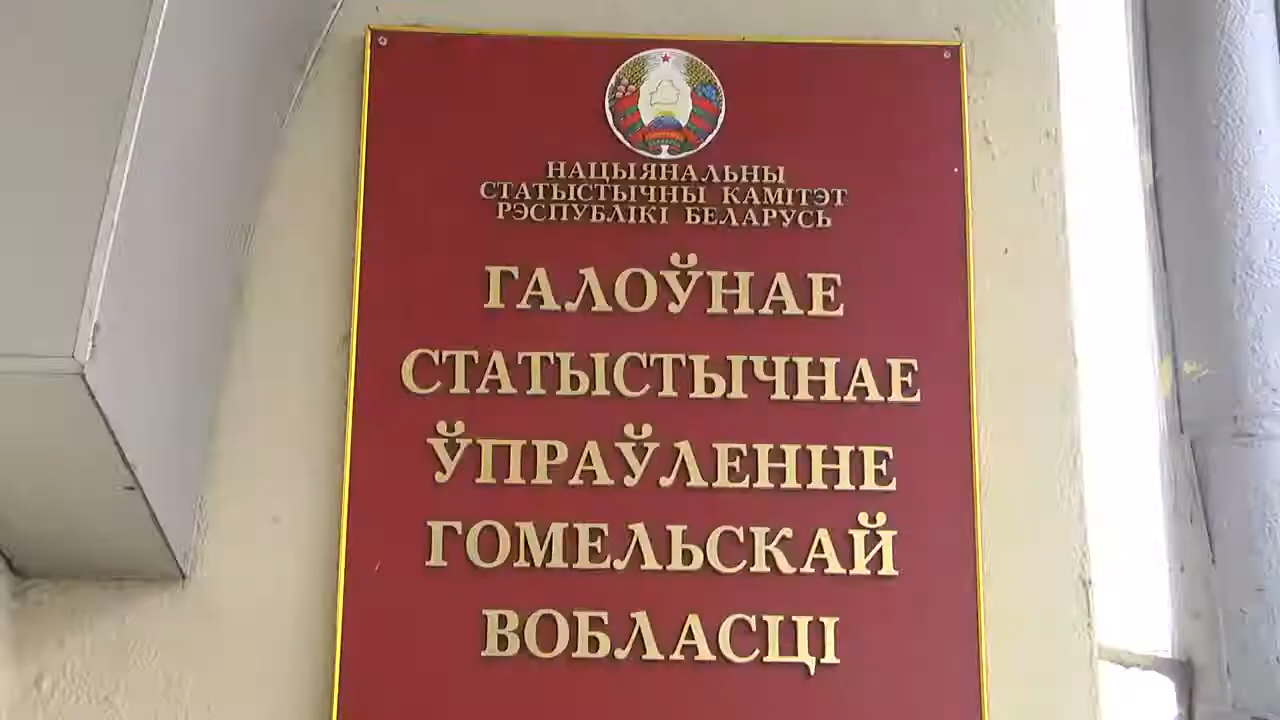 НАЦЫЯНАЛЬНЫ
СТАТЫСТЫЧНЫ КАМІТЭТ
РЭСПУБЛІКІ БЕЛАРУСЬ
ГАЛОЎНАЕ
СТАТЫСТЫЧНАЕ
ЎПРАЎЛЕННЕ
ГОМЕЛЬСКАЙ
ВОБЛАСЦІ